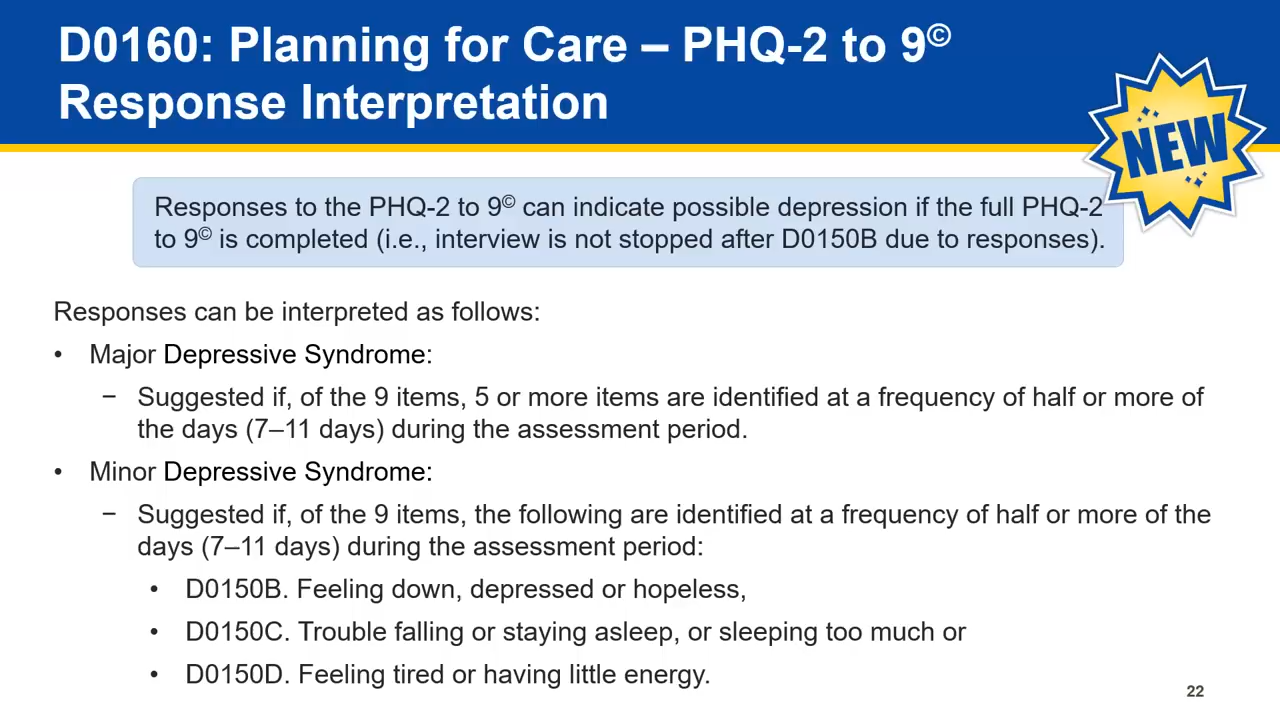 D0160: Planning for Care – PHQ-2 to 9©
Response Interpretation
NEW
Responses to the PHQ-2 to 9© can indicate possible depression if the full PHQ-2
to 9© is completed (i.e., interview is not stopped after D0150B due to responses).
Responses can be interpreted as follows:
• Major Depressive Syndrome:
− Suggested if, of the 9 items, 5 or more items are identified at a frequency of half or more of
the days (7–11 days) during the assessment period.
• Minor Depressive Syndrome:
− Suggested if, of the 9 items, the following are identified at a frequency of half or more of the
days (7–11 days) during the assessment period:
• D0150B. Feeling down, depressed or hopeless,
• D0150C. Trouble falling or staying asleep, or sleeping too much or
• D0150D. Feeling tired or having little energy.
22